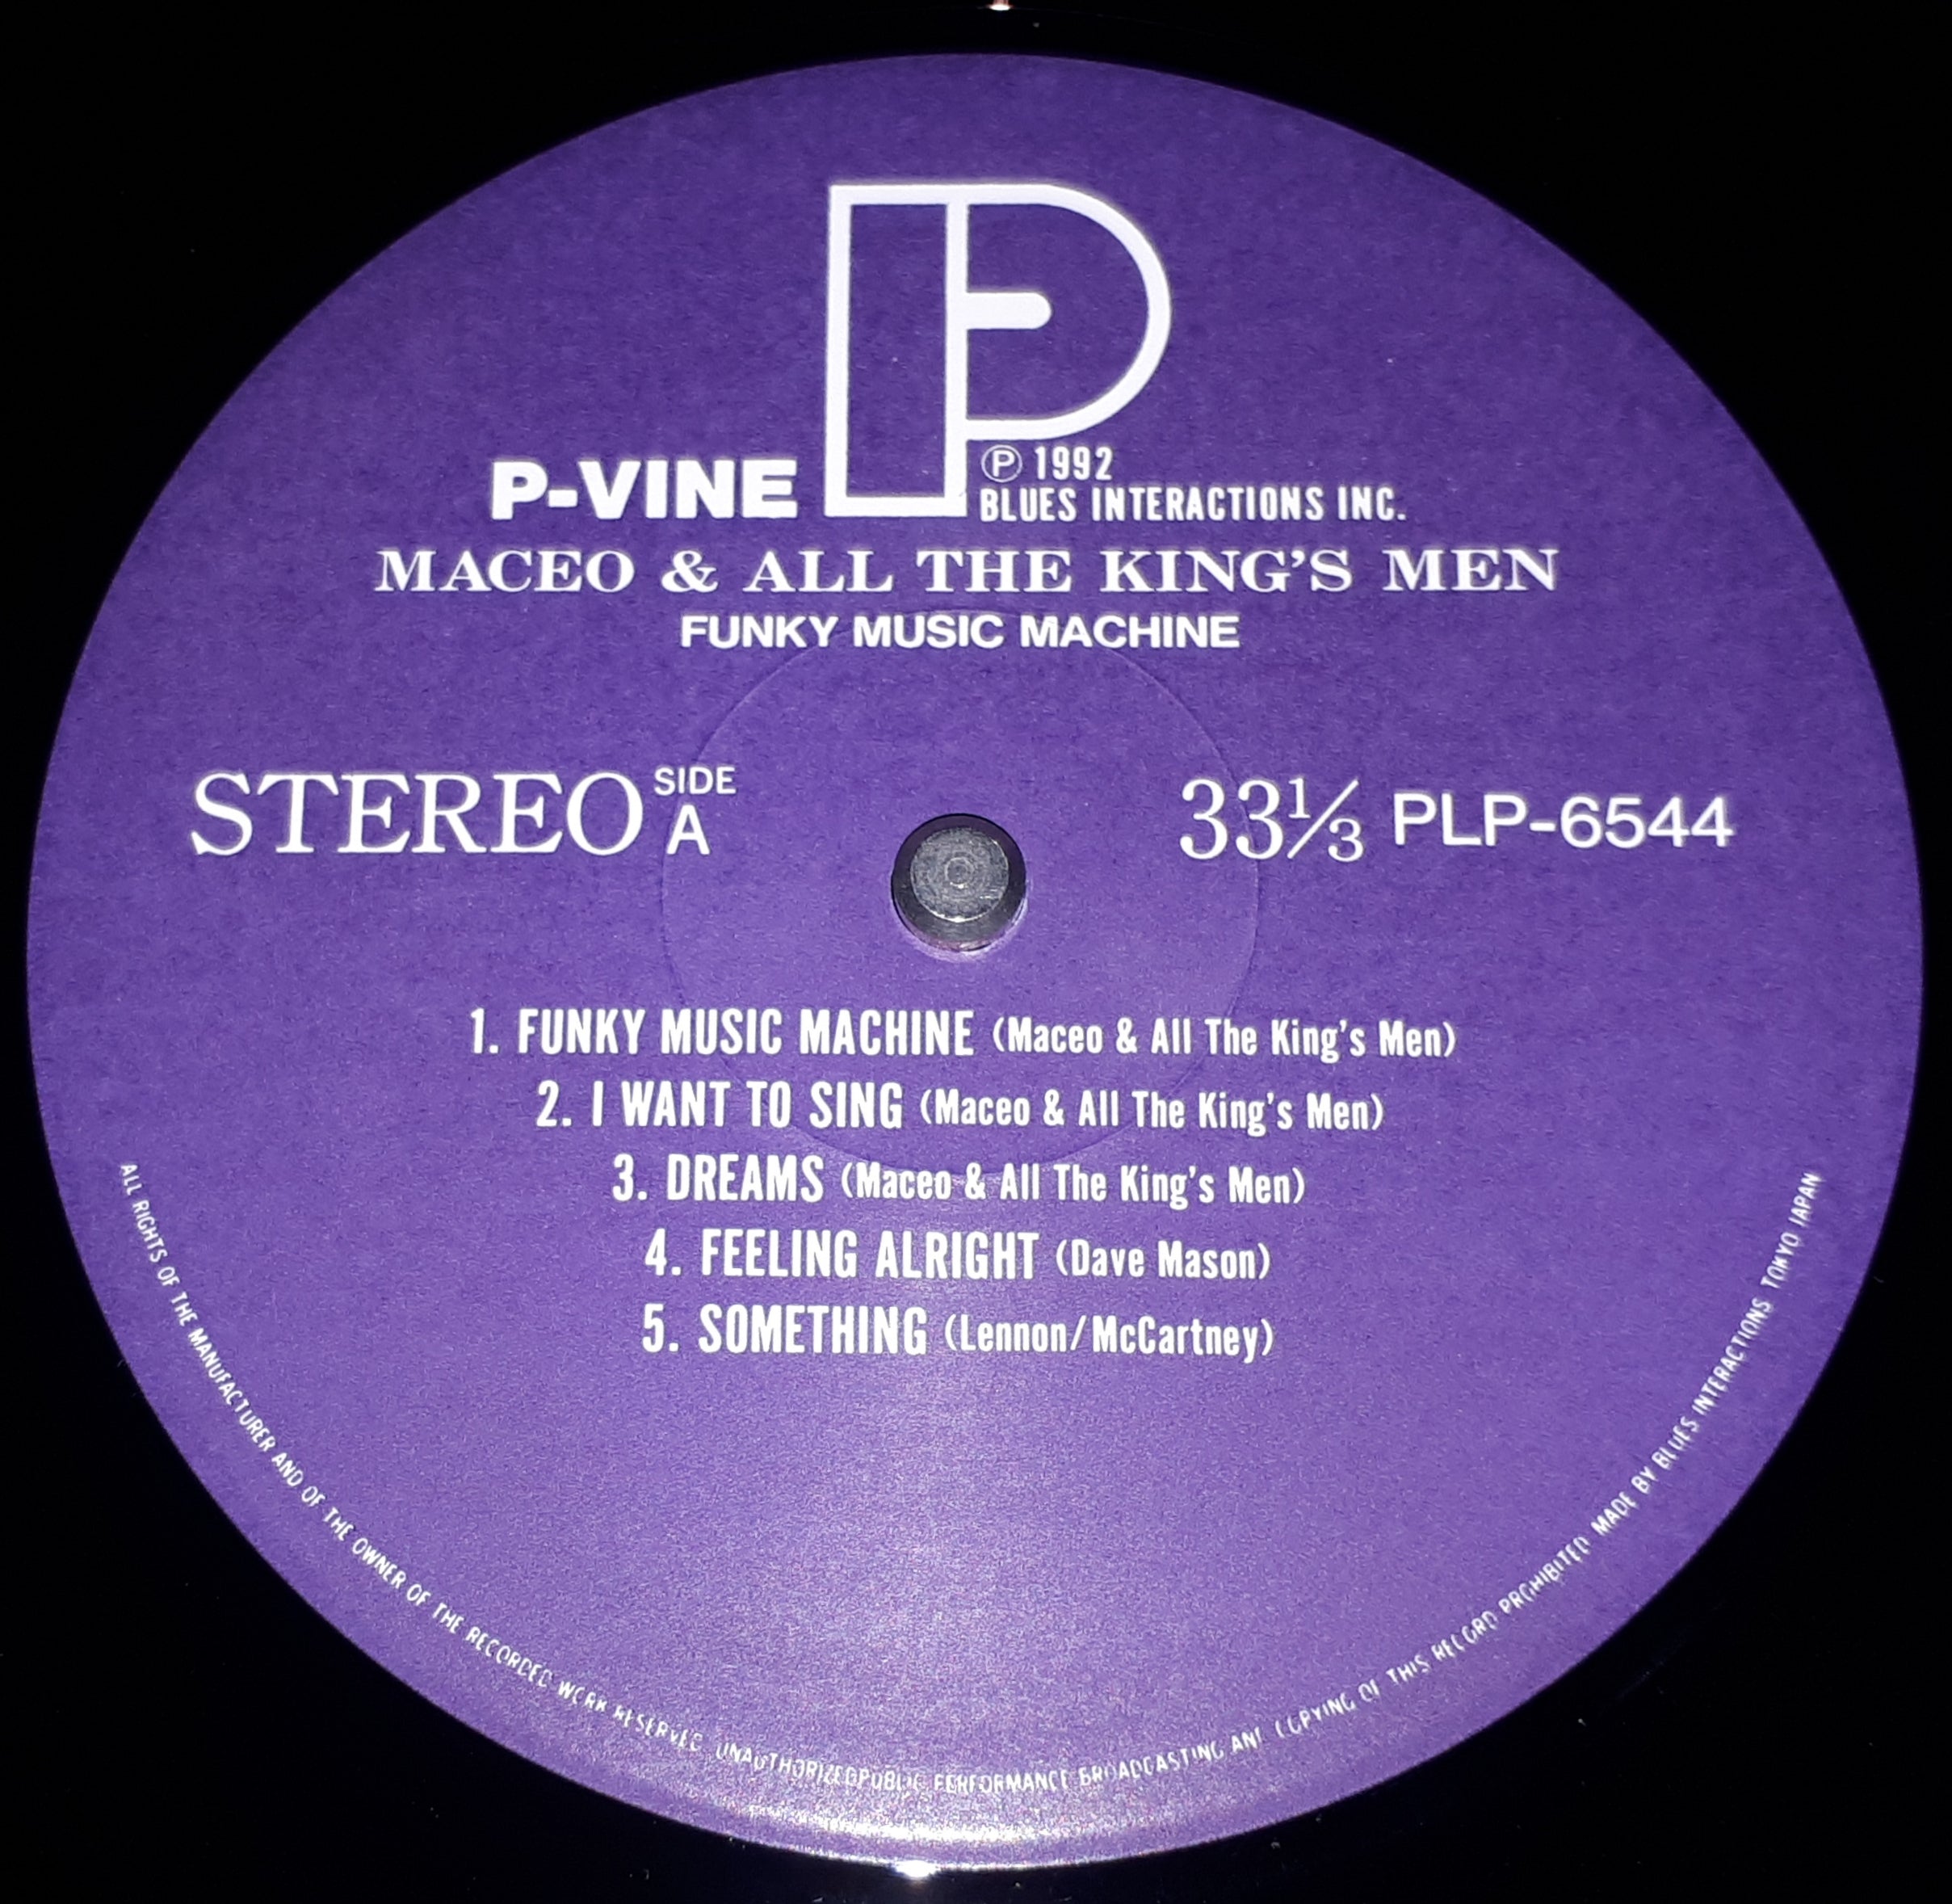 P-VINE
Ⓟ 1992
BLUES INTERACTIONS INC.
MACEO & ALL THE KING'S MEN
FUNKY MUSIC MACHINE
STEREO SIDE A
33⅓ PLP-6544
1. FUNKY MUSIC MACHINE (Maceo & All The King's Men)
2. I WANT TO SING (Maceo & All The King's Men)
3. DREAMS (Maceo & All The King's Men)
4. FEELING ALRIGHT (Dave Mason)
5. SOMETHING (Lennon/McCartney)
ALL RIGHTS OF THE MANUFACTURER AND OF THE OWNER OF THE RECORDED WORK RESERVED UNAUTHORIZED PUBLIC PERFORMANCE BROADCASTING AND COPYING OF THIS RECORD PROHIBITED MADE BY BLUES INTERACTIONS TOKYO JAPAN